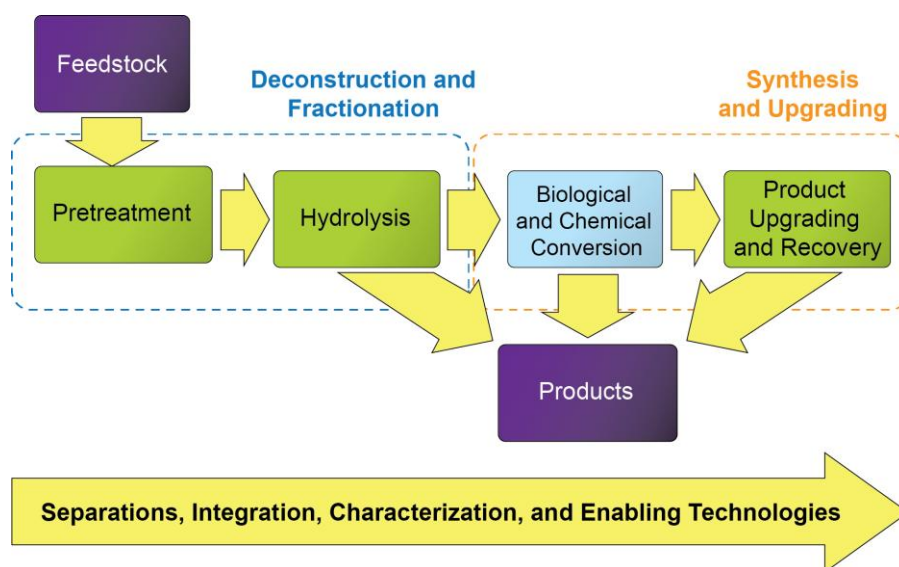 Feedstock
Deconstruction and
Fractionation
Synthesis
and Upgrading
Pretreatment
Hydrolysis
Biological
and Chemical
Conversion
Product
Upgrading
and Recovery
Products
Separations, Integration, Characterization, and Enabling Technologies